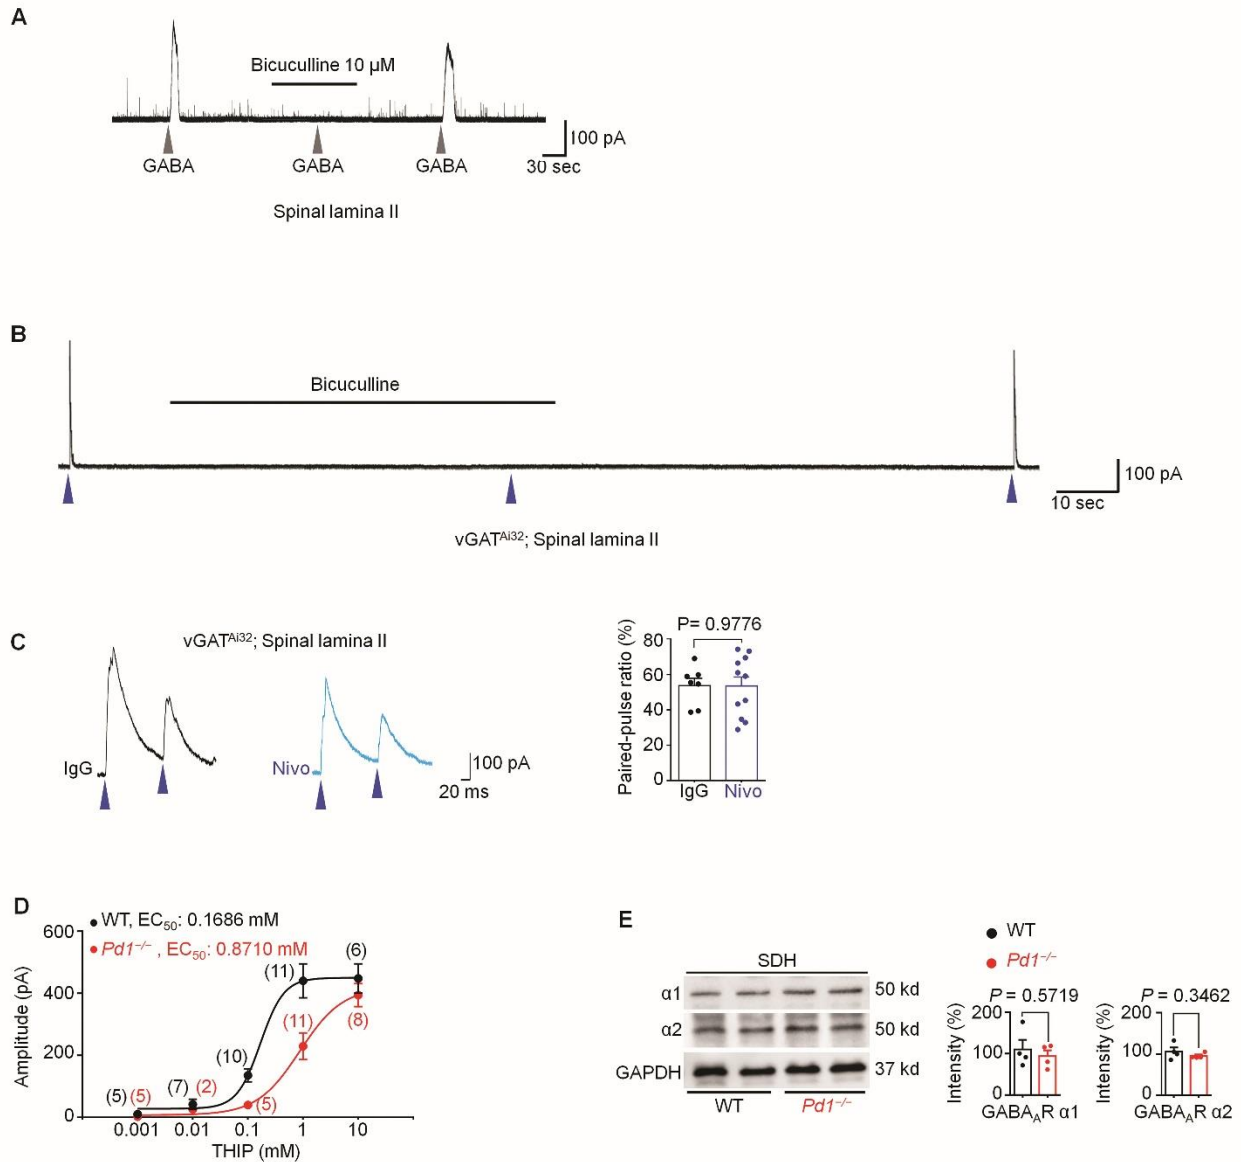 A
Bicuculline 10 µM
100 pA
30 sec
GABA GABA GABA
Spinal lamina II
B
Bicuculline
100 pA
10 sec
vGAT^Ai32; Spinal lamina II
C
vGAT^Ai32; Spinal lamina II
IgG
Nivo
100 pA
20 ms
P= 0.9776
Paired-pulse ratio (%)
80
60
40
20
0
IgG Nivo
D
WT, EC50: 0.1686 mM
Pd1−/− , EC50: 0.8710 mM
Amplitude (pA)
600
400
200
0
(5) (5) (7) (2) (10) (5) (11) (11) (6) (8)
0.001 0.01 0.1 1 10
THIP (mM)
E
SDH
α1 50 kd
α2 50 kd
GAPDH 37 kd
WT Pd1−/−
WT
Pd1−/−
P = 0.5719
Intensity (%)
200
100
0
GABAAR α1
P = 0.3462
Intensity (%)
200
100
0
GABAAR α2